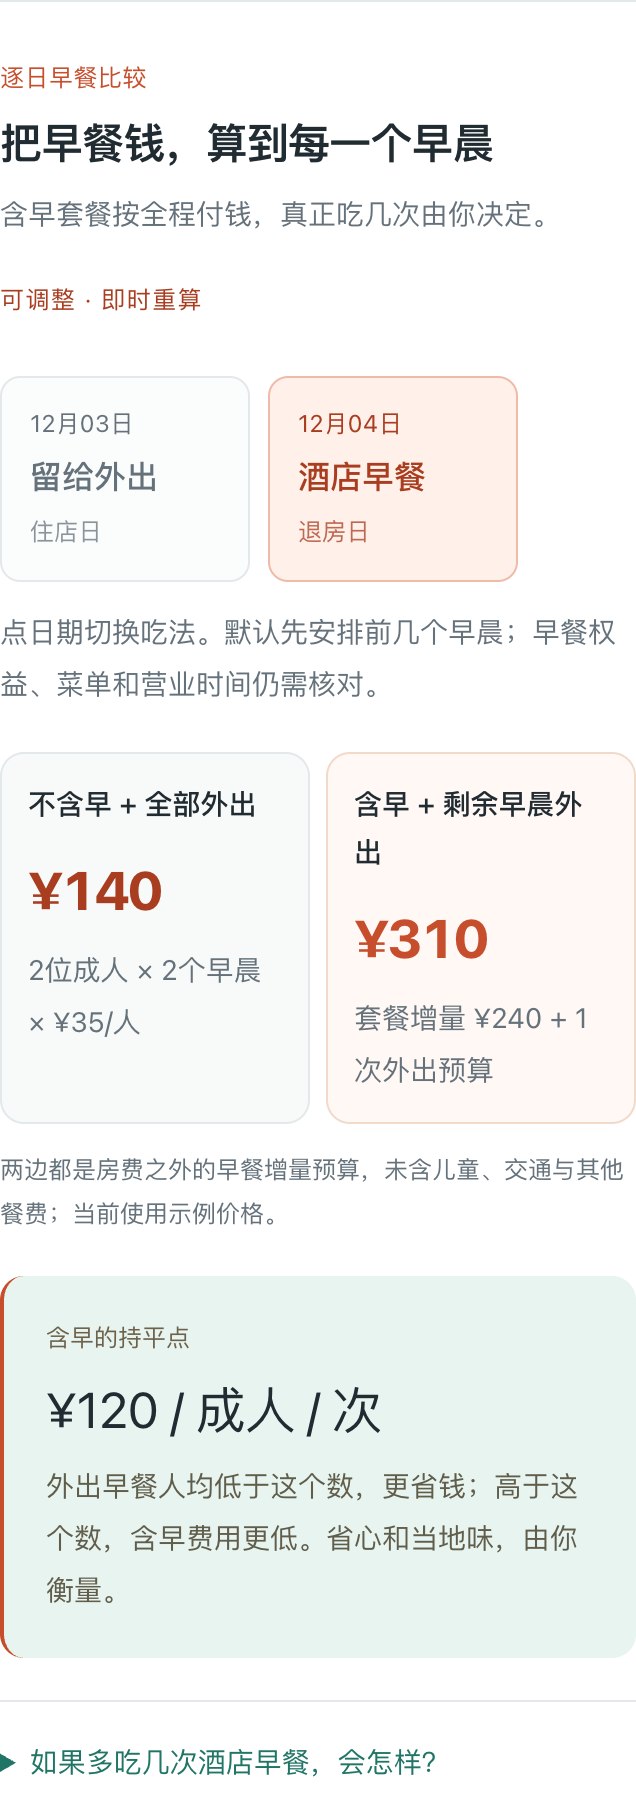 逐日早餐比较
把早餐钱，算到每一个早晨
含早套餐按全程付钱，真正吃几次由你决定。
可调整 · 即时重算
12月03日
留给外出
住店日
12月04日
酒店早餐
退房日
点日期切换吃法。默认先安排前几个早晨；早餐权
益、菜单和营业时间仍需核对。
不含早 + 全部外出
¥140
2位成人 × 2个早晨
× ¥35/人
含早 + 剩余早晨外
出
¥310
套餐增量 ¥240 + 1
次外出预算
两边都是房费之外的早餐增量预算，未含儿童、交通与其他
餐费；当前使用示例价格。
含早的持平点
¥120 / 成人 / 次
外出早餐人均低于这个数，更省钱；高于这
个数，含早费用更低。省心和当地味，由你
衡量。
▶ 如果多吃几次酒店早餐，会怎样?